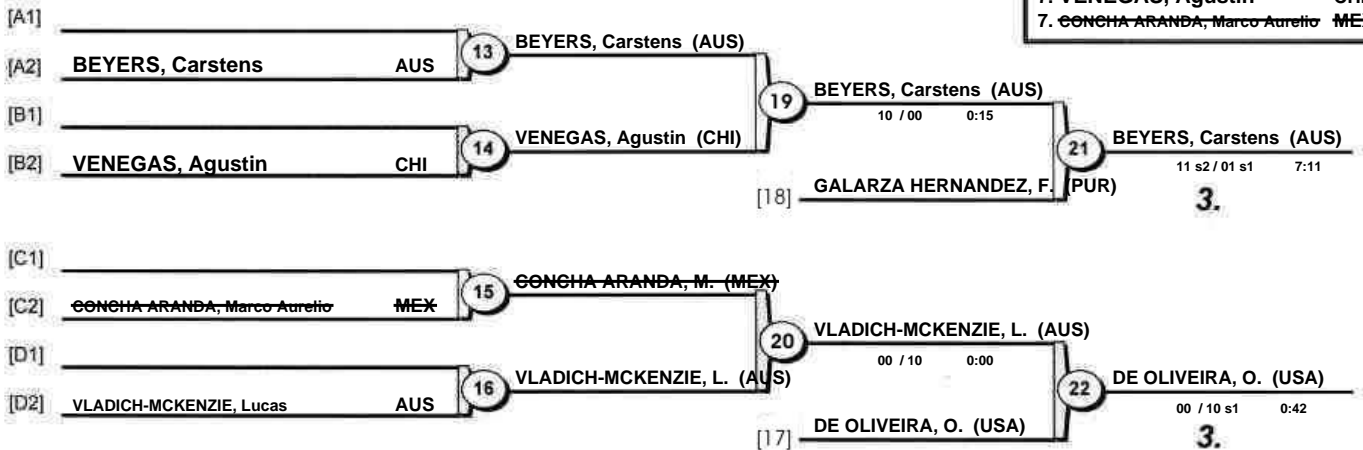 7. CONCHA ARANDA, Marco Aurelio
[A1]
13
BEYERS, Carstens (AUS)
[A2] BEYERS, Carstens AUS
19
BEYERS, Carstens (AUS)
10 / 00 0:15
[B1]
14
VENEGAS, Agustin (CHI)
[B2] VENEGAS, Agustin CHI
21
BEYERS, Carstens (AUS)
11 s2 / 01 s1 7:11
[18] GALARZA HERNANDEZ, F. (PUR)
3.
[C1]
15
CONCHA ARANDA, M. (MEX)
[C2] CONCHA ARANDA, Marco Aurelio MEX
20
VLADICH-MCKENZIE, L. (AUS)
00 / 10 0:00
[D1]
16
VLADICH-MCKENZIE, L. (AUS)
[D2] VLADICH-MCKENZIE, Lucas AUS
22
DE OLIVEIRA, O. (USA)
00 / 10 s1 0:42
[17] DE OLIVEIRA, O. (USA)
3.